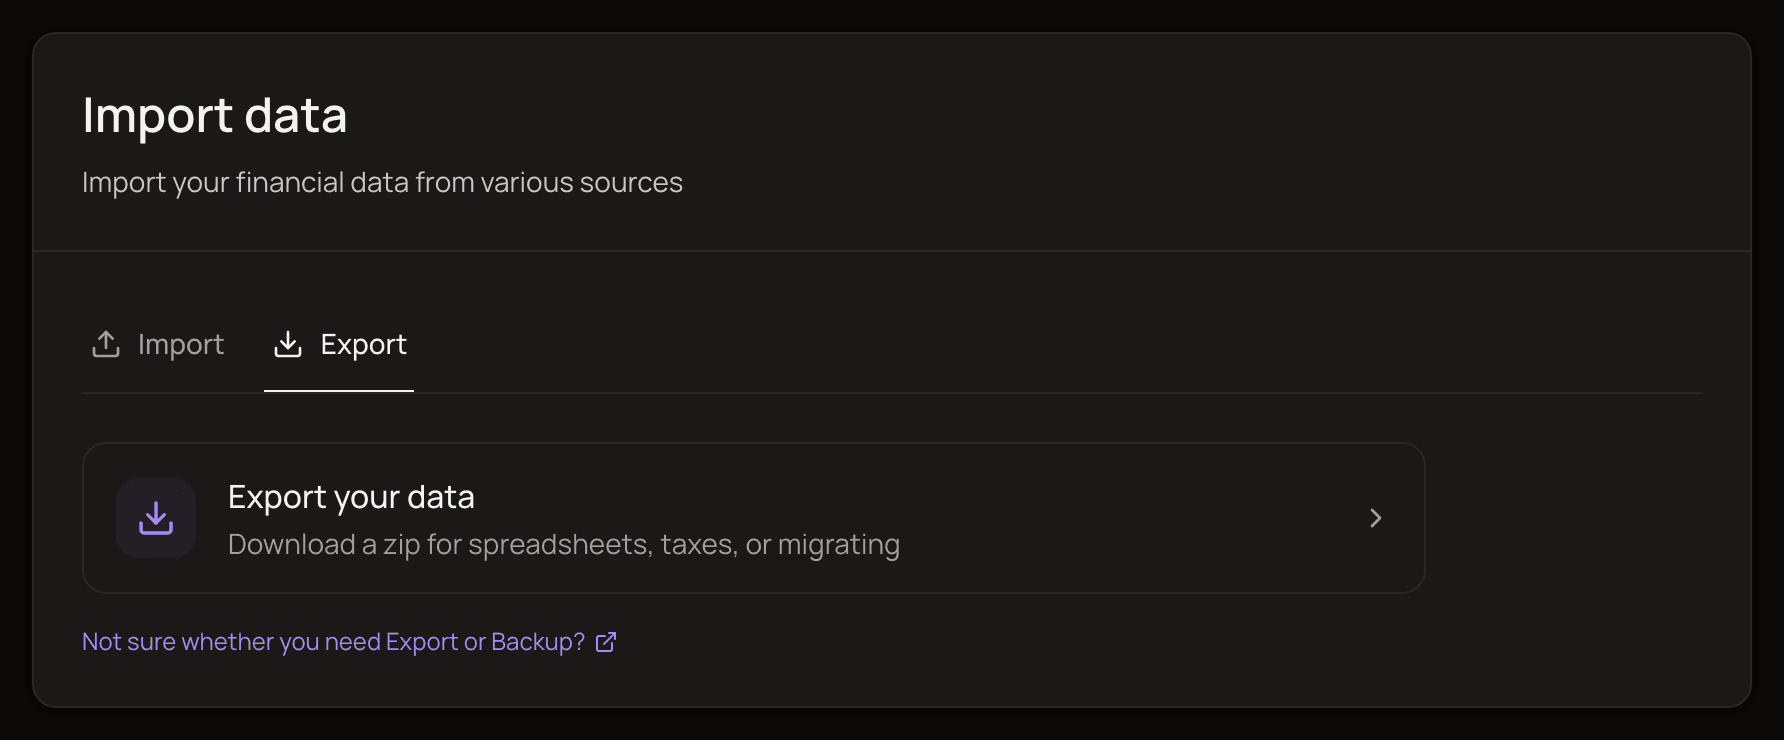 Import data
Import your financial data from various sources
Import
Export
Export your data
Download a zip for spreadsheets, taxes, or migrating
Not sure whether you need Export or Backup?